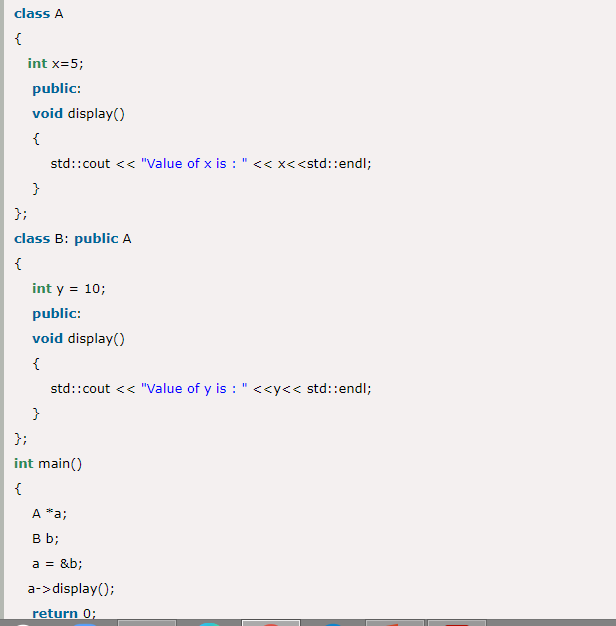 class A
{
int x=5;
public:
void display()
{
std::cout << "Value of x is : " << x<<std::endl;
}
};
class B: public A
{
int y = 10;
public:
void display()
{
std::cout << "Value of y is : " <<y<< std::endl;
}
};
int main()
{
A *a;
B b;
a = &b;
a->display();
return 0;